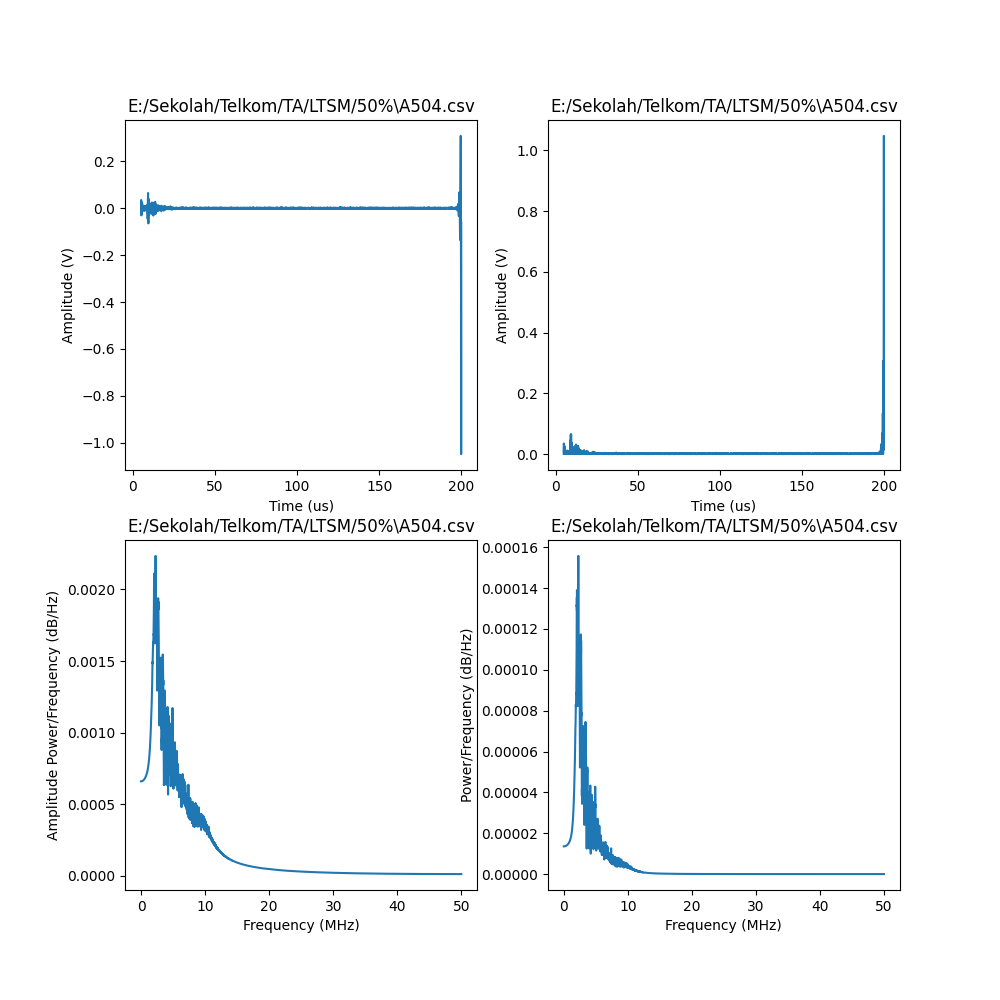 E:/Sekolah/Telkom/TA/LTSM/50%\A504.csv
0.2
0.0
−0.2
−0.4
−0.6
−0.8
−1.0
Amplitude (V)
0 50 100 150 200
Time (us)
E:/Sekolah/Telkom/TA/LTSM/50%\A504.csv
1.0
0.8
0.6
0.4
0.2
0.0
Amplitude (V)
0 50 100 150 200
Time (us)
E:/Sekolah/Telkom/TA/LTSM/50%\A504.csv
0.0020
0.0015
0.0010
0.0005
0.0000
Amplitude Power/Frequency (dB/Hz)
0 10 20 30 40 50
Frequency (MHz)
E:/Sekolah/Telkom/TA/LTSM/50%\A504.csv
0.00016
0.00014
0.00012
0.00010
0.00008
0.00006
0.00004
0.00002
0.00000
Power/Frequency (dB/Hz)
0 10 20 30 40 50
Frequency (MHz)